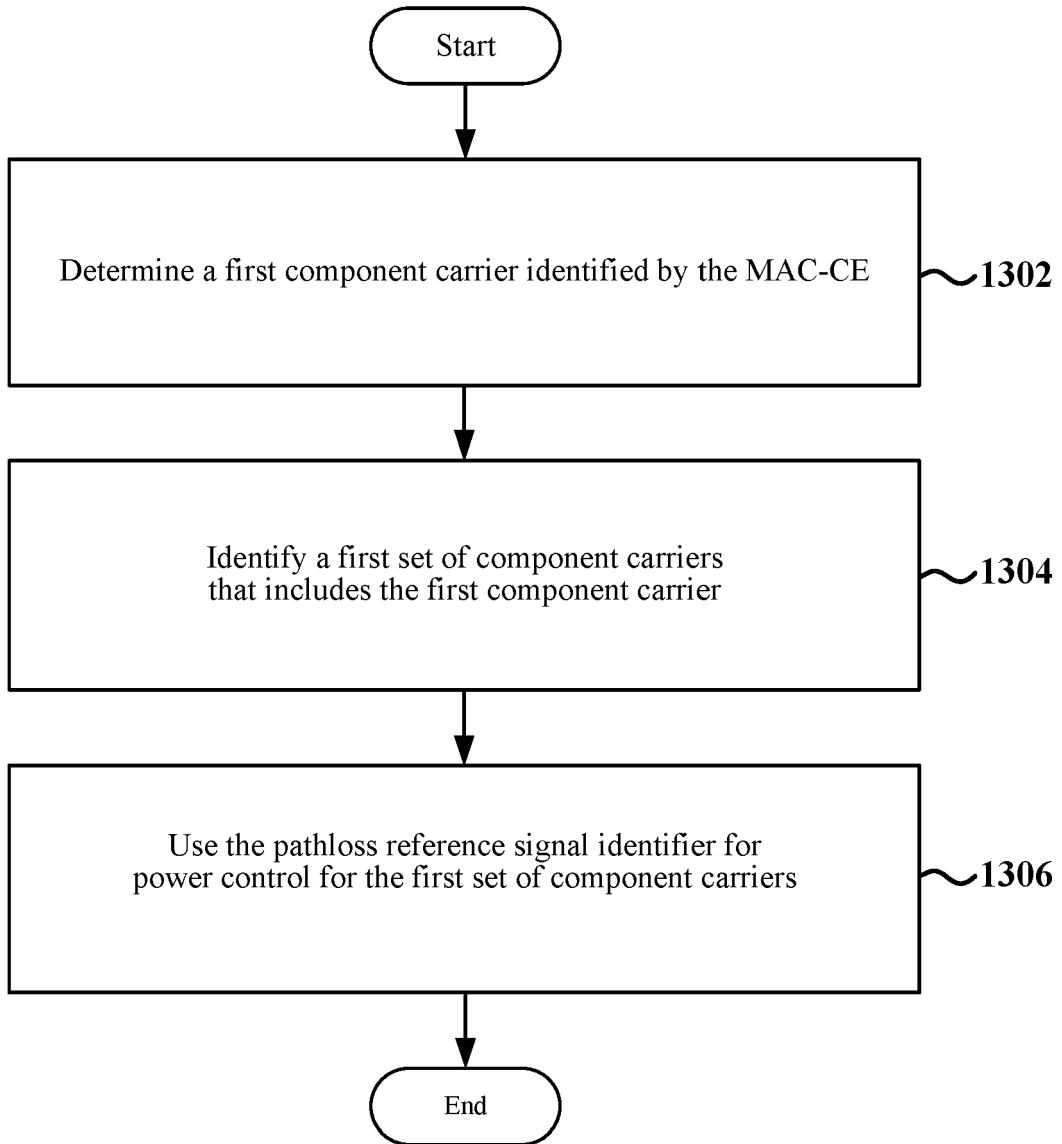 Start
Determine a first component carrier identified by the MAC-CE
1302
Identify a first set of component carriers
that includes the first component carrier
1304
Use the pathloss reference signal identifier for
power control for the first set of component carriers
1306
End